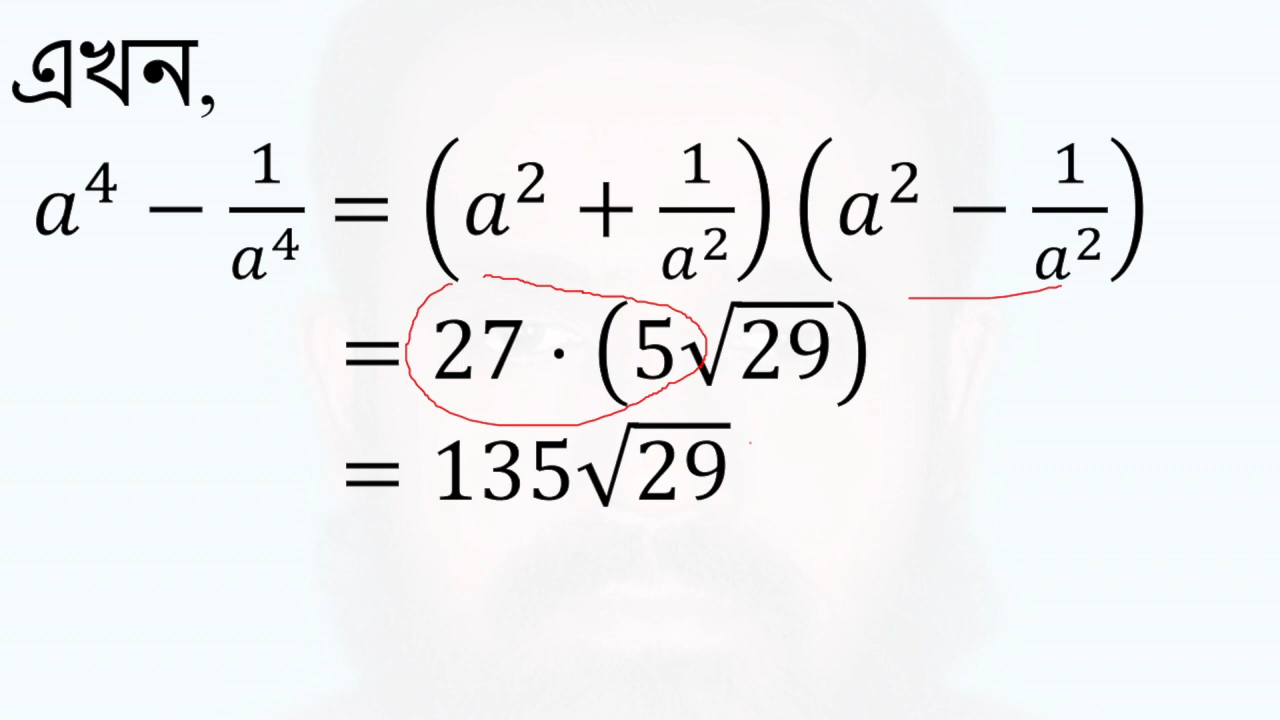 এখন,
a⁴ − 1/a⁴ = (a² + 1/a²)(a² − 1/a²)
= 27 · (5√29)
= 135√29